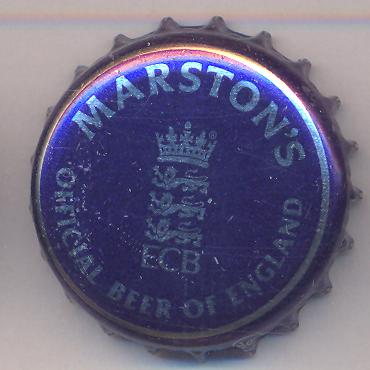 MARSTON'S
®
ECB
OFFICIAL BEER OF ENGLAND